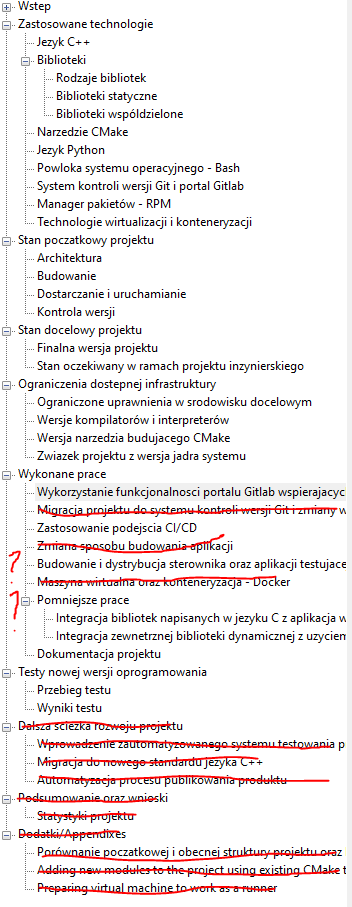 Wstep
Zastosowane technologie
Jezyk C++
Biblioteki
Rodzaje bibliotek
Biblioteki statyczne
Biblioteki wspóldzielone
Narzedzie CMake
Jezyk Python
Powloka systemu operacyjnego - Bash
System kontroli wersji Git i portal Gitlab
Manager pakietów - RPM
Technologie wirtualizacji i konteneryzacji
Stan poczatkowy projektu
Architektura
Budowanie
Dostarczanie i uruchamianie
Kontrola wersji
Stan docelowy projektu
Finalna wersja projektu
Stan oczekiwany w ramach projektu inzynierskiego
Ograniczenia dostepnej infrastruktury
Ograniczone uprawnienia w srodowisku docelowym
Wersje kompilatorów i interpreterów
Wersja narzedzia budujacego CMake
Zwiazek projektu z wersja jadra systemu
Wykonane prace
Wykorzystanie funkcjonalnosci portalu Gitlab wspierajacyc
Migracja projektu do systemu kontroli wersji Git i zmiany w
Zastosowanie podejscia CI/CD
Zmiana sposobu budowania aplikacji
? Budowanie i dystrybucja sterownika oraz aplikacji testujace
Maszyna wirtualna oraz konteneryzacja - Docker
? Pomniejsze prace
Integracja bibliotek napisanych w jezyku C z aplikacja w
Integracja zewnetrznej biblioteki dynamicznej z uzyciem
Dokumentacja projektu
Testy nowej wersji oprogramowania
Przebieg testu
Wyniki testu
Dalsza sciezka rozwoju projektu
Wprowadzenie zautomatyzowanego systemu testowania p
Migracja do nowego standardu jezyka C++
Automatyzacja procesu publikowania produktu
Podsumowanie oraz wnioski
Statystyki projektu
Dodatki/Appendixes
Porównanie poczatkowej i obecnej struktury projektu oraz
Adding new modules to the project using existing CMake t
Preparing virtual machine to work as a runner